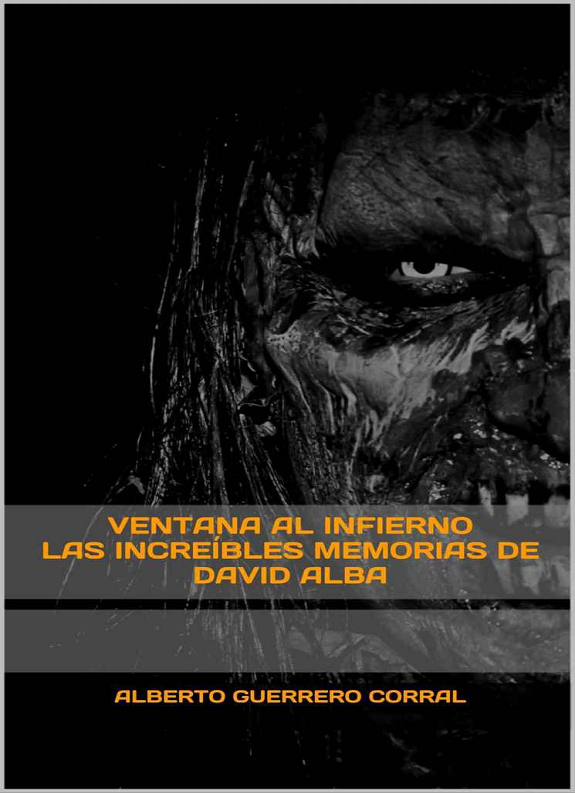 VENTANA AL INFIERNO
LAS INCREÍBLES MEMORIAS DE
DAVID ALBA
ALBERTO GUERRERO CORRAL